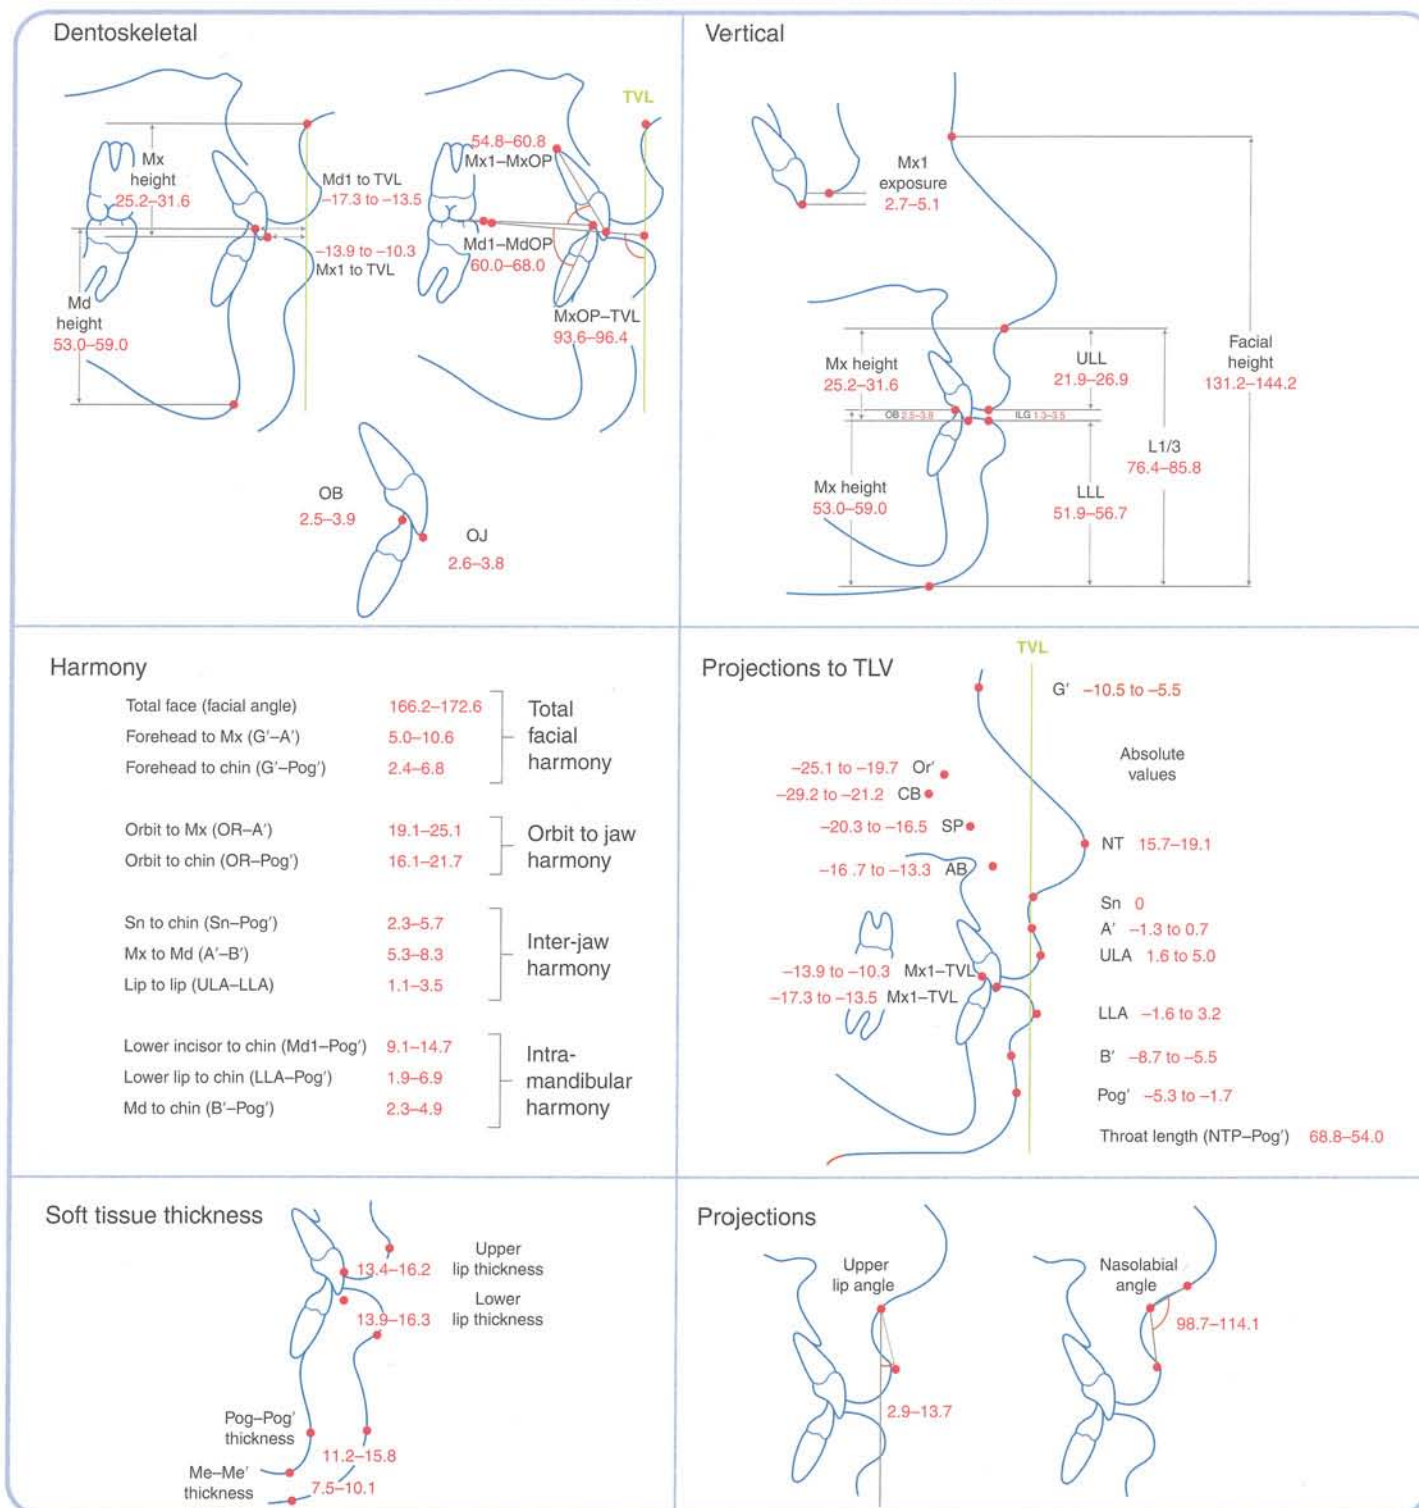 Dentoskeletal
TVL
Mx
height
25.2–31.6
Md1 to TVL
–17.3 to –13.5
–13.9 to –10.3
Mx1 to TVL
Md
height
53.0–59.0
54.8–60.8
Mx1–MxOP
Md1–MdOP
60.0–68.0
MxOP–TVL
93.6–96.4
OB
2.5–3.9
OJ
2.6–3.8
Vertical
Mx1
exposure
2.7–5.1
Mx height
25.2–31.6
ULL
21.9–26.9
Facial
height
131.2–144.2
OB 2.5–3.8
ILG 1.3–3.5
L1/3
76.4–85.8
Mx height
53.0–59.0
LLL
51.9–56.7
Harmony
Total face (facial angle) 166.2–172.6
Forehead to Mx (G′–A′) 5.0–10.6
Forehead to chin (G′–Pog′) 2.4–6.8
Total
facial
harmony
Orbit to Mx (OR–A′) 19.1–25.1
Orbit to chin (OR–Pog′) 16.1–21.7
Orbit to jaw
harmony
Sn to chin (Sn–Pog′) 2.3–5.7
Mx to Md (A′–B′) 5.3–8.3
Lip to lip (ULA–LLA) 1.1–3.5
Inter-jaw
harmony
Lower incisor to chin (Md1–Pog′) 9.1–14.7
Lower lip to chin (LLA–Pog′) 1.9–6.9
Md to chin (B′–Pog′) 2.3–4.9
Intra-
mandibular
harmony
Projections to TLV
TVL
G′ –10.5 to –5.5
Absolute
values
–25.1 to –19.7 Or′
–29.2 to –21.2 CB
–20.3 to –16.5 SP
–16 .7 to –13.3 AB
NT 15.7–19.1
Sn 0
A′ –1.3 to 0.7
ULA 1.6 to 5.0
–13.9 to –10.3 Mx1–TVL
–17.3 to –13.5 Mx1–TVL
LLA –1.6 to 3.2
B′ –8.7 to –5.5
Pog′ –5.3 to –1.7
Throat length (NTP–Pog′) 68.8–54.0
Soft tissue thickness
Upper
lip thickness
13.4–16.2
Lower
lip thickness
13.9–16.3
Pog–Pog′
thickness
11.2–15.8
Me–Me′
thickness
7.5–10.1
Projections
Upper
lip angle
2.9–13.7
Nasolabial
angle
98.7–114.1